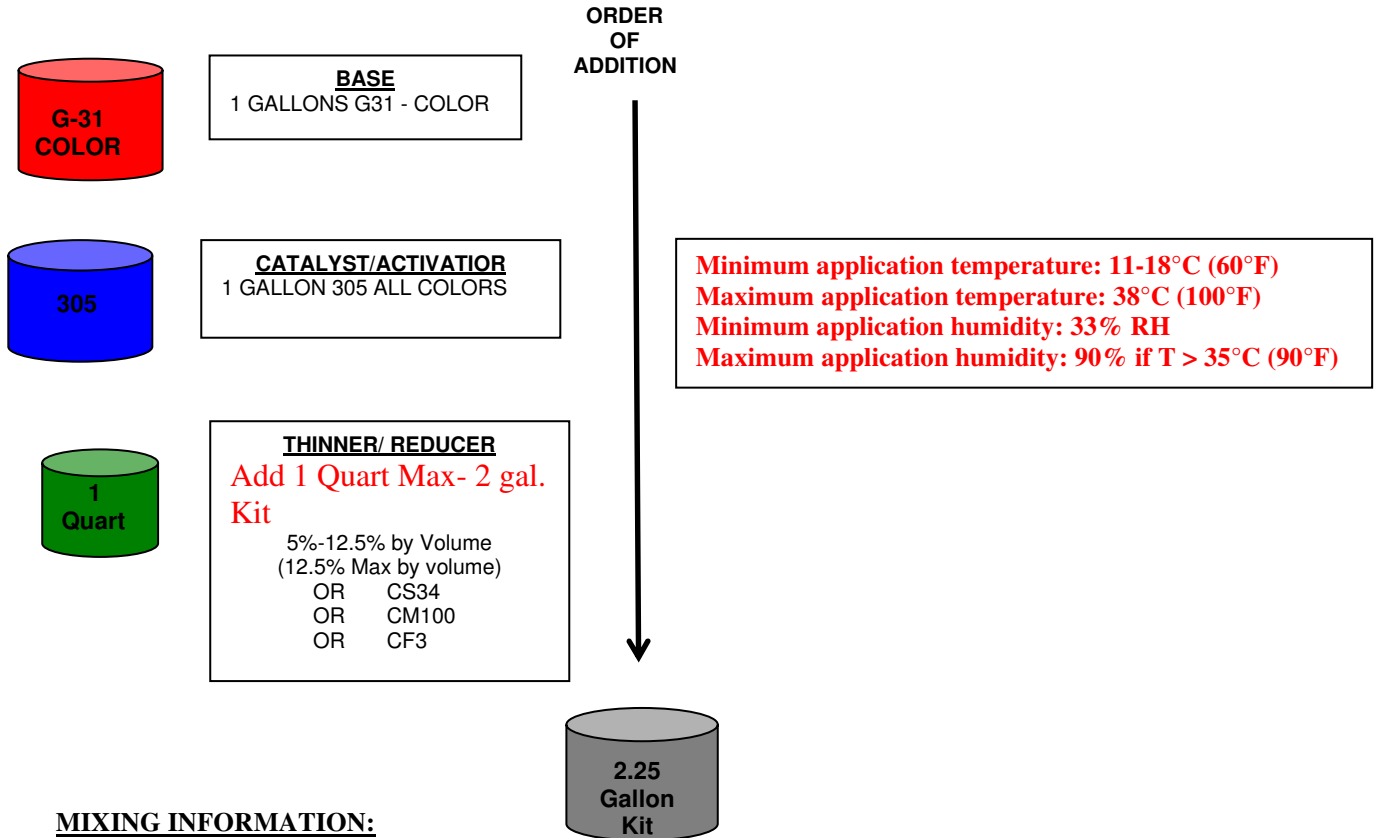 ORDER
OF
ADDITION
G-31
COLOR
BASE
1 GALLONS G31 - COLOR
305
CATALYST/ACTIVATIOR
1 GALLON 305 ALL COLORS
Minimum application temperature: 11-18°C (60°F)
Maximum application temperature: 38°C (100°F)
Minimum application humidity: 33% RH
Maximum application humidity: 90% if T > 35°C (90°F)
1
Quart
THINNER/ REDUCER
Add 1 Quart Max- 2 gal.
Kit
5%-12.5% by Volume
(12.5% Max by volume)
OR CS34
OR CM100
OR CF3
2.25
Gallon
Kit
MIXING INFORMATION: